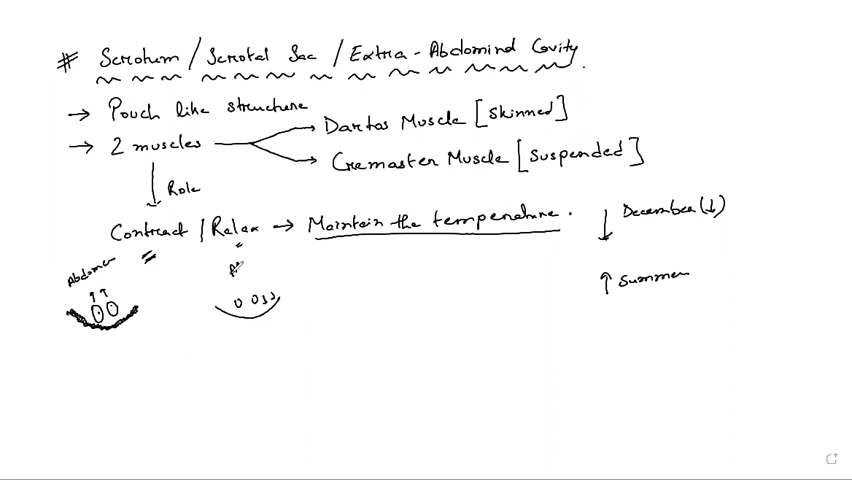 # Scrotum / Scrotal Sac / Extra - Abdominal Cavity
→ Pouch like structure
→ 2 muscles → Dartos Muscle [Skinned]
→ Cremaster Muscle [Suspended]
↓ Role
Contract / Relax → Maintain the temperature.
↓ December (↓)
Abdomen
↑ Summer